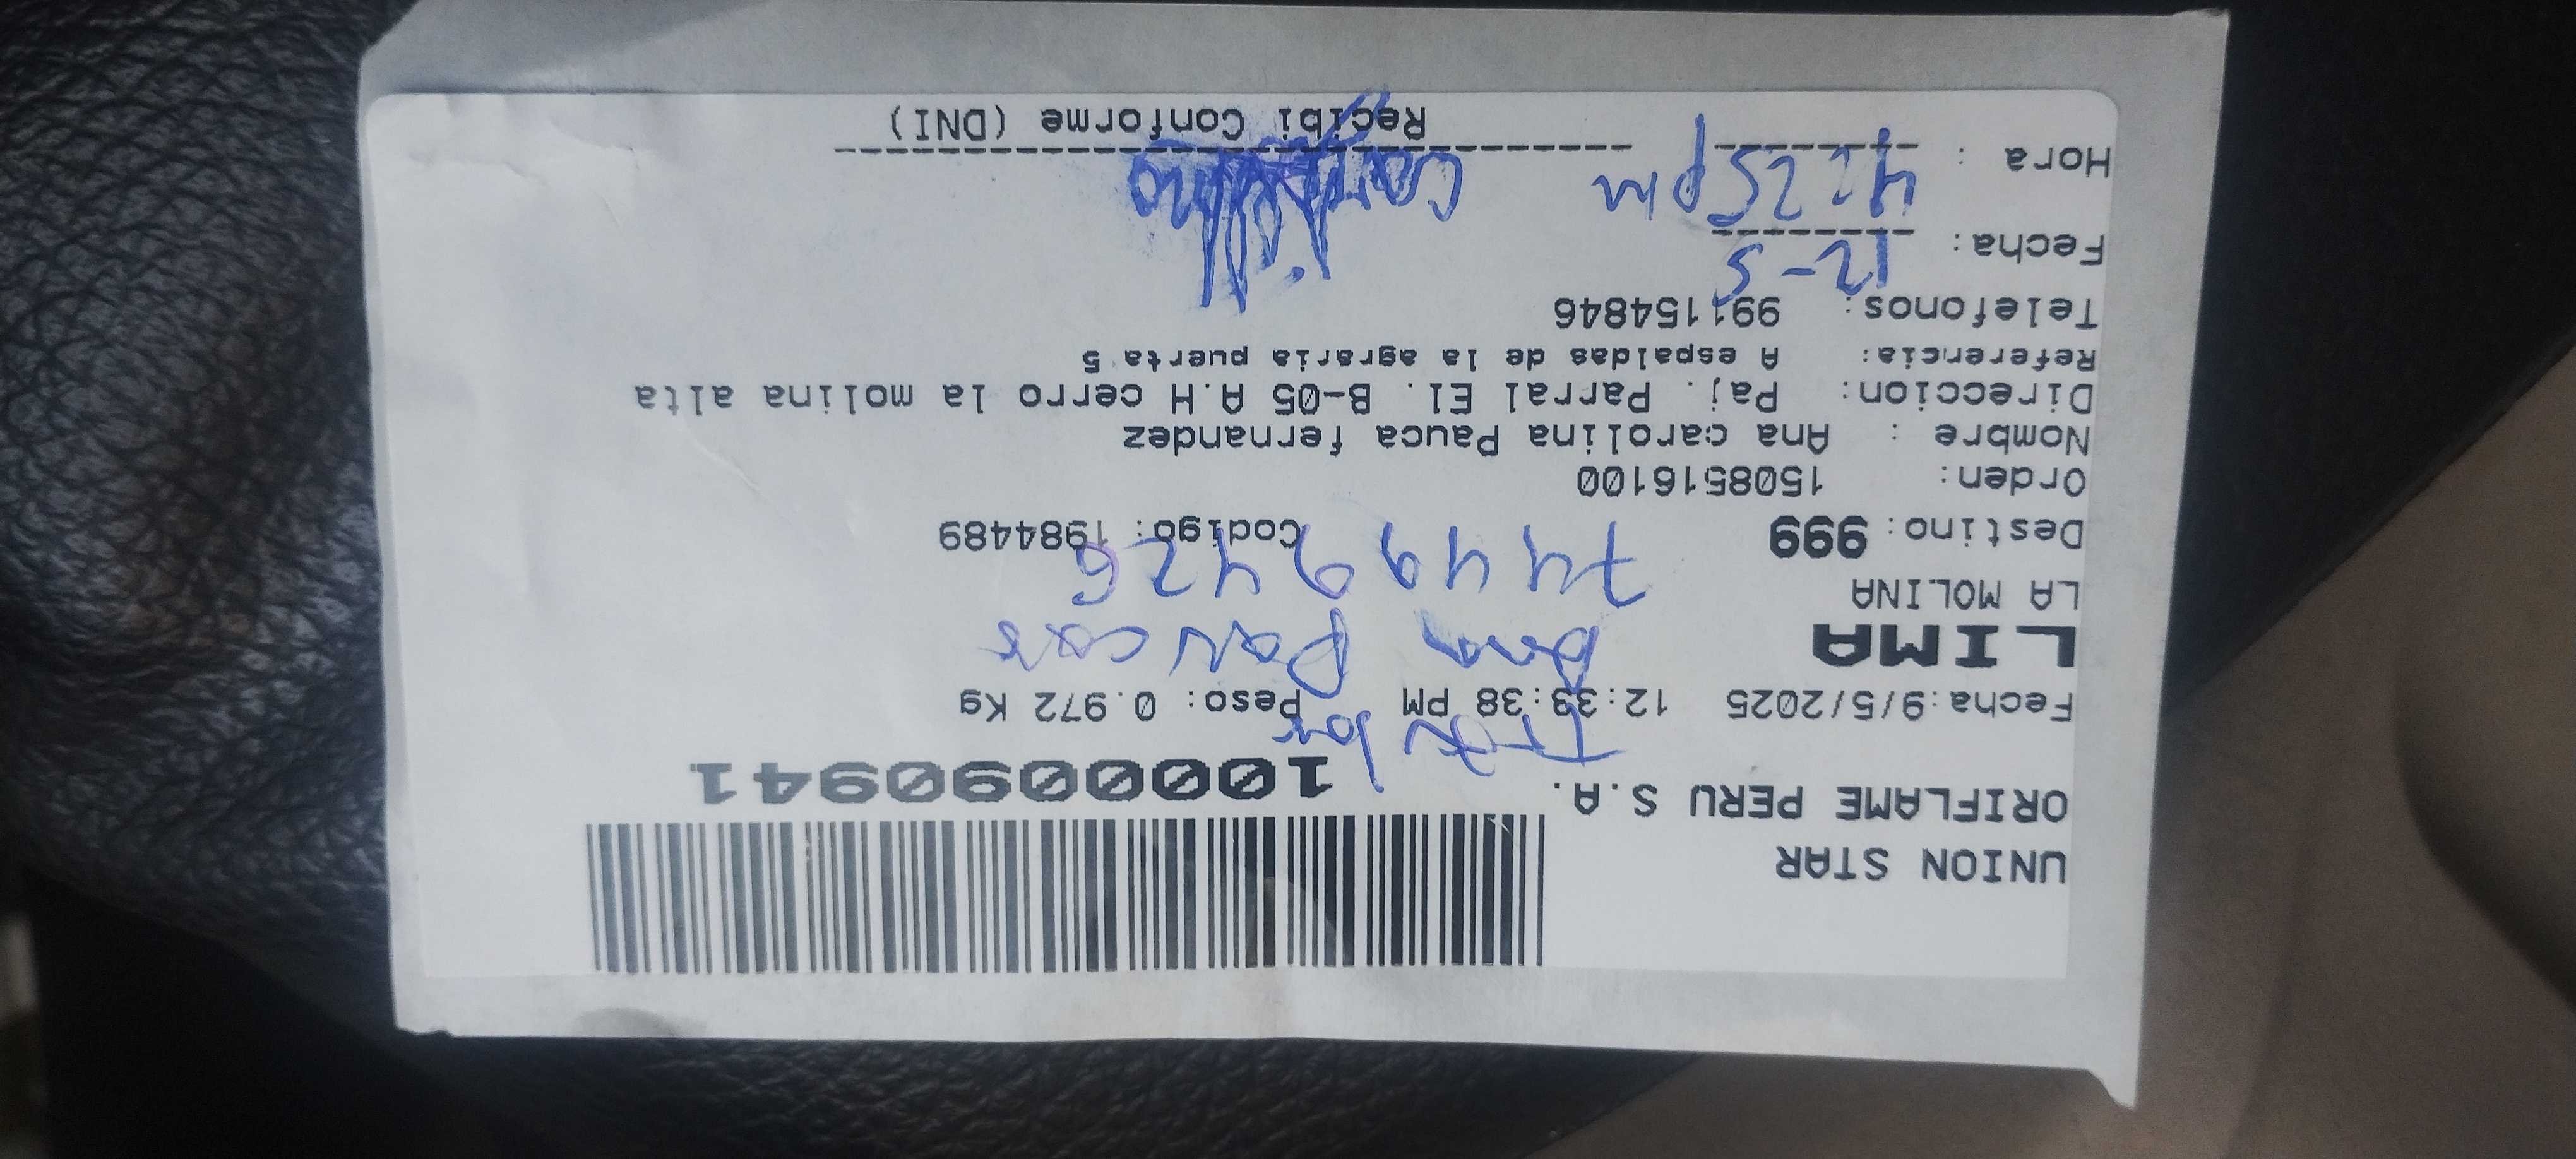 UNION STAR
ORIFLAME PERU S.A.
1000090941
Fecha:9/5/2025 12:33:38 PM Peso: 0.972 Kg
LIMA
Paucar
LA MOLINA
74499426
Destino: 999 Codigo: 1984489
Orden: 1508516100
Nombre : Ana carolina Pauca fernandez
Direccion: Paj. Parral El. B-05 A.H cerro la molina alta
Referencia: A espaldas de la agraria puerta 5
Telefonos: 991154846
Fecha: 12-5
Hora : 4:25pm
Recibi Conforme (DNI)